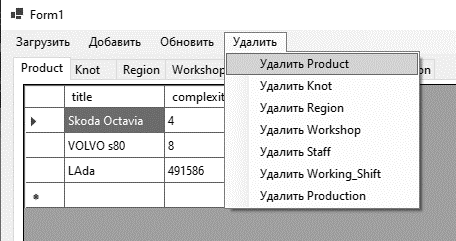 Form1
Загрузить Добавить Обновить Удалить
Product Knot Region Workshop on
title complexit
Skoda Octavia 4
VOLVO s80 8
LAda 491586
Удалить Product
Удалить Knot
Удалить Region
Удалить Workshop
Удалить Staff
Удалить Working_Shift
Удалить Production